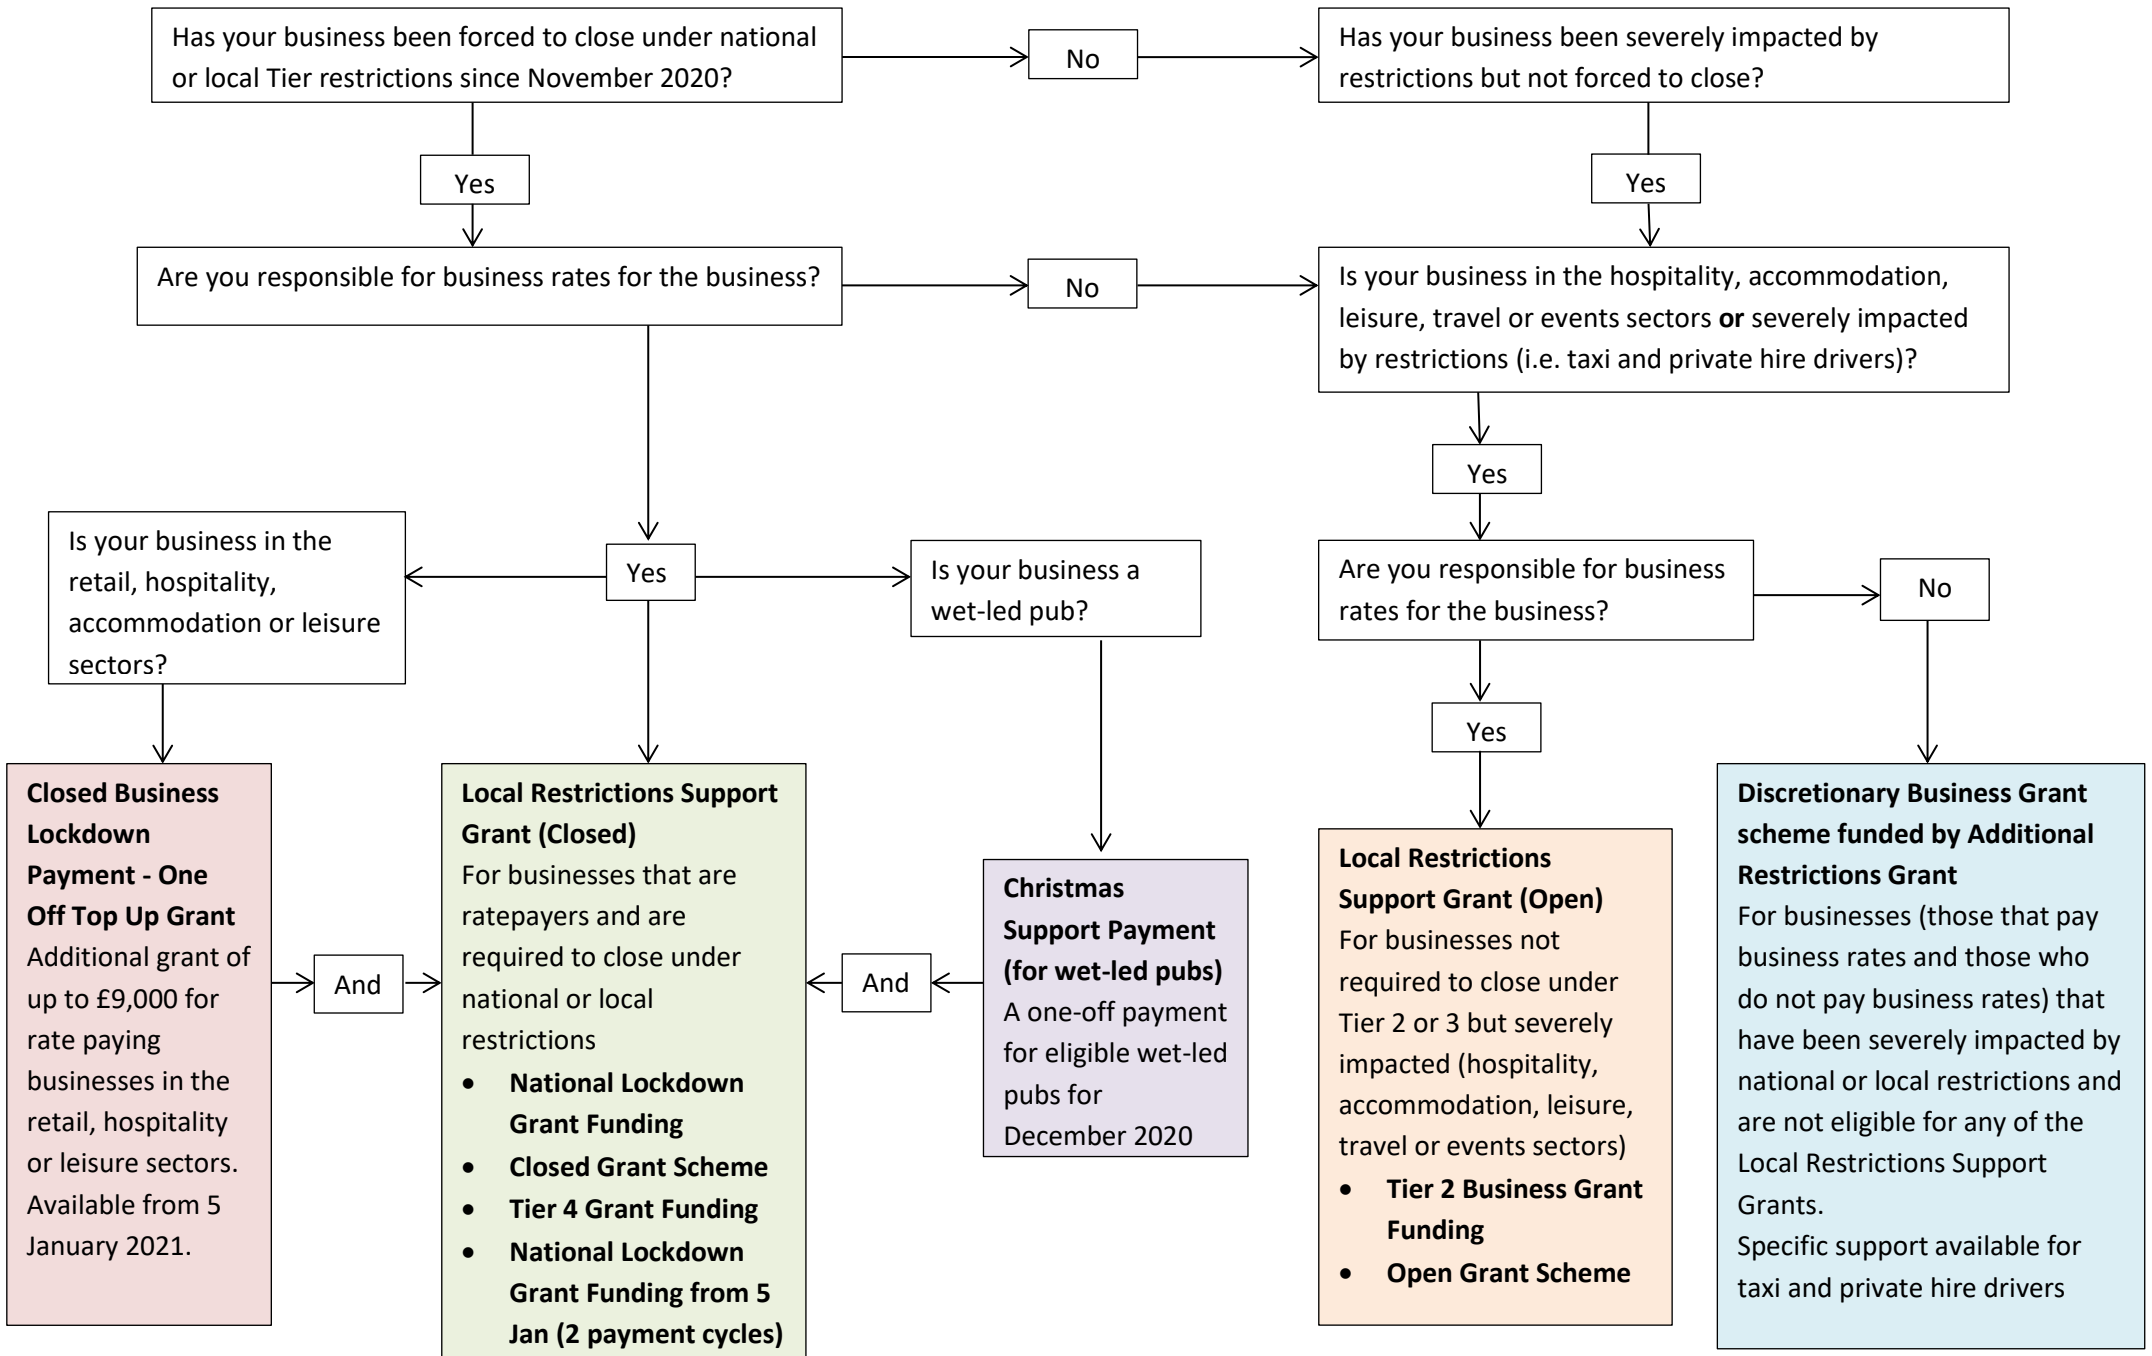 Has your business been forced to close under national
or local Tier restrictions since November 2020?
No
Has your business been severely impacted by
restrictions but not forced to close?
Yes
Yes
Are you responsible for business rates for the business?
No
Is your business in the hospitality, accommodation,
leisure, travel or events sectors or severely impacted
by restrictions (i.e. taxi and private hire drivers)?
Yes
Is your business in the
retail, hospitality,
accommodation or leisure
sectors?
Yes
Is your business a
wet-led pub?
Are you responsible for business
rates for the business?
No
Yes
Closed Business
Lockdown
Payment - One
Off Top Up Grant
Additional grant of
up to £9,000 for
rate paying
businesses in the
retail, hospitality
or leisure sectors.
Available from 5
January 2021.
And
Local Restrictions Support
Grant (Closed)
For businesses that are
ratepayers and are
required to close under
national or local
restrictions
• National Lockdown
Grant Funding
• Closed Grant Scheme
• Tier 4 Grant Funding
• National Lockdown
Grant Funding from 5
Jan (2 payment cycles)
And
Christmas
Support Payment
(for wet-led pubs)
A one-off payment
for eligible wet-led
pubs for
December 2020
Local Restrictions
Support Grant (Open)
For businesses not
required to close under
Tier 2 or 3 but severely
impacted (hospitality,
accommodation, leisure,
travel or events sectors)
• Tier 2 Business Grant
Funding
• Open Grant Scheme
Discretionary Business Grant
scheme funded by Additional
Restrictions Grant
For businesses (those that pay
business rates and those who
do not pay business rates) that
have been severely impacted by
national or local restrictions and
are not eligible for any of the
Local Restrictions Support
Grants.
Specific support available for
taxi and private hire drivers